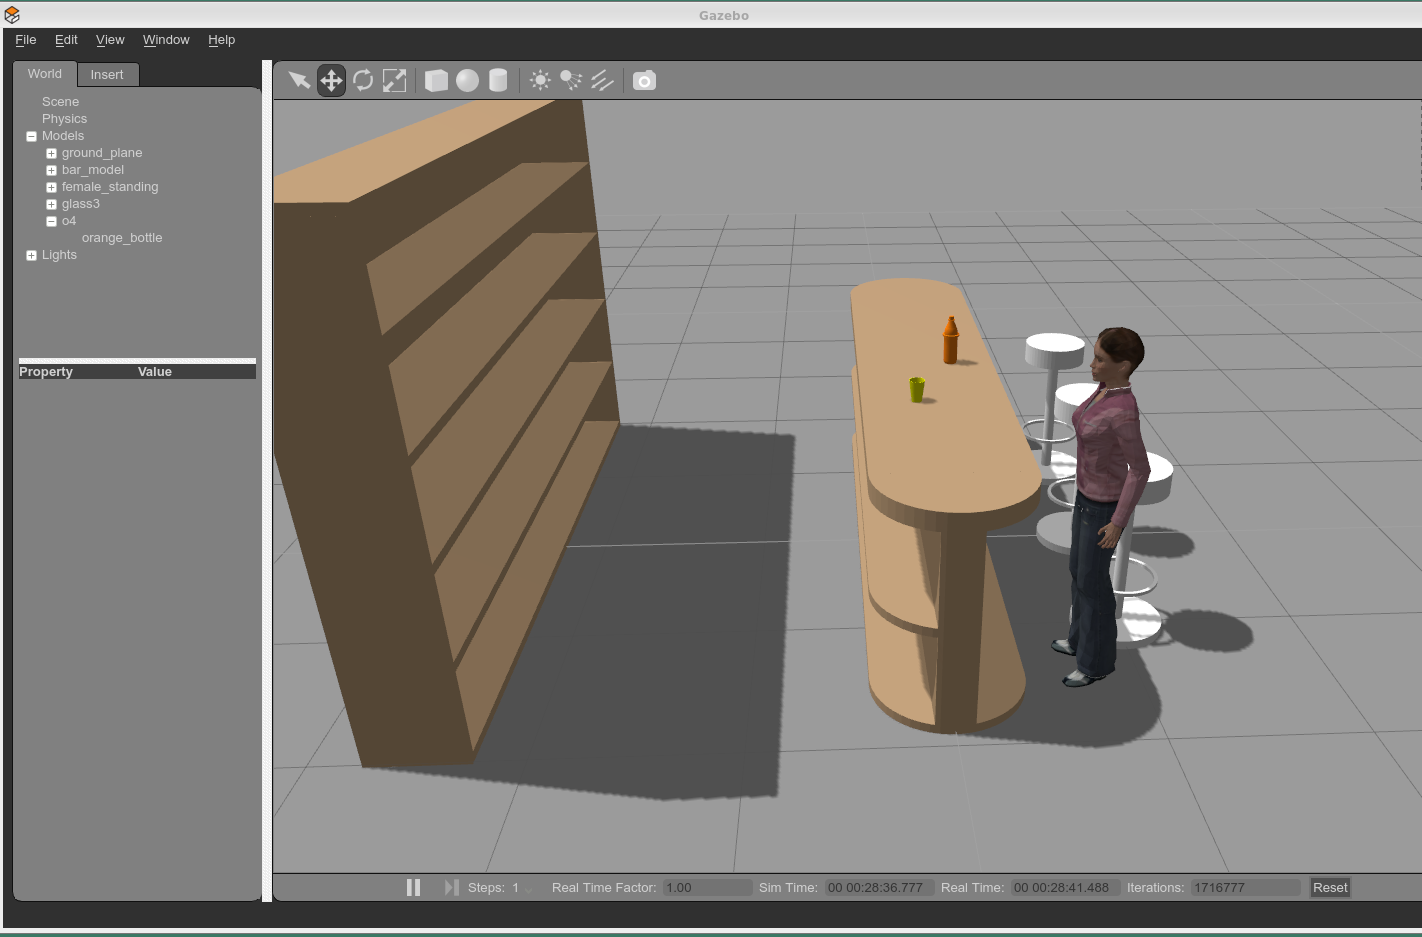 Gazebo
File Edit View Window Help
World Insert
Scene
Physics
Models
ground_plane
bar_model
female_standing
glass3
o4
orange_bottle
Lights
Property Value
Steps: 1 Real Time Factor: 1.00 Sim Time: 00 00:28:36.777 Real Time: 00 00:28:41.488 Iterations: 1716777 Reset